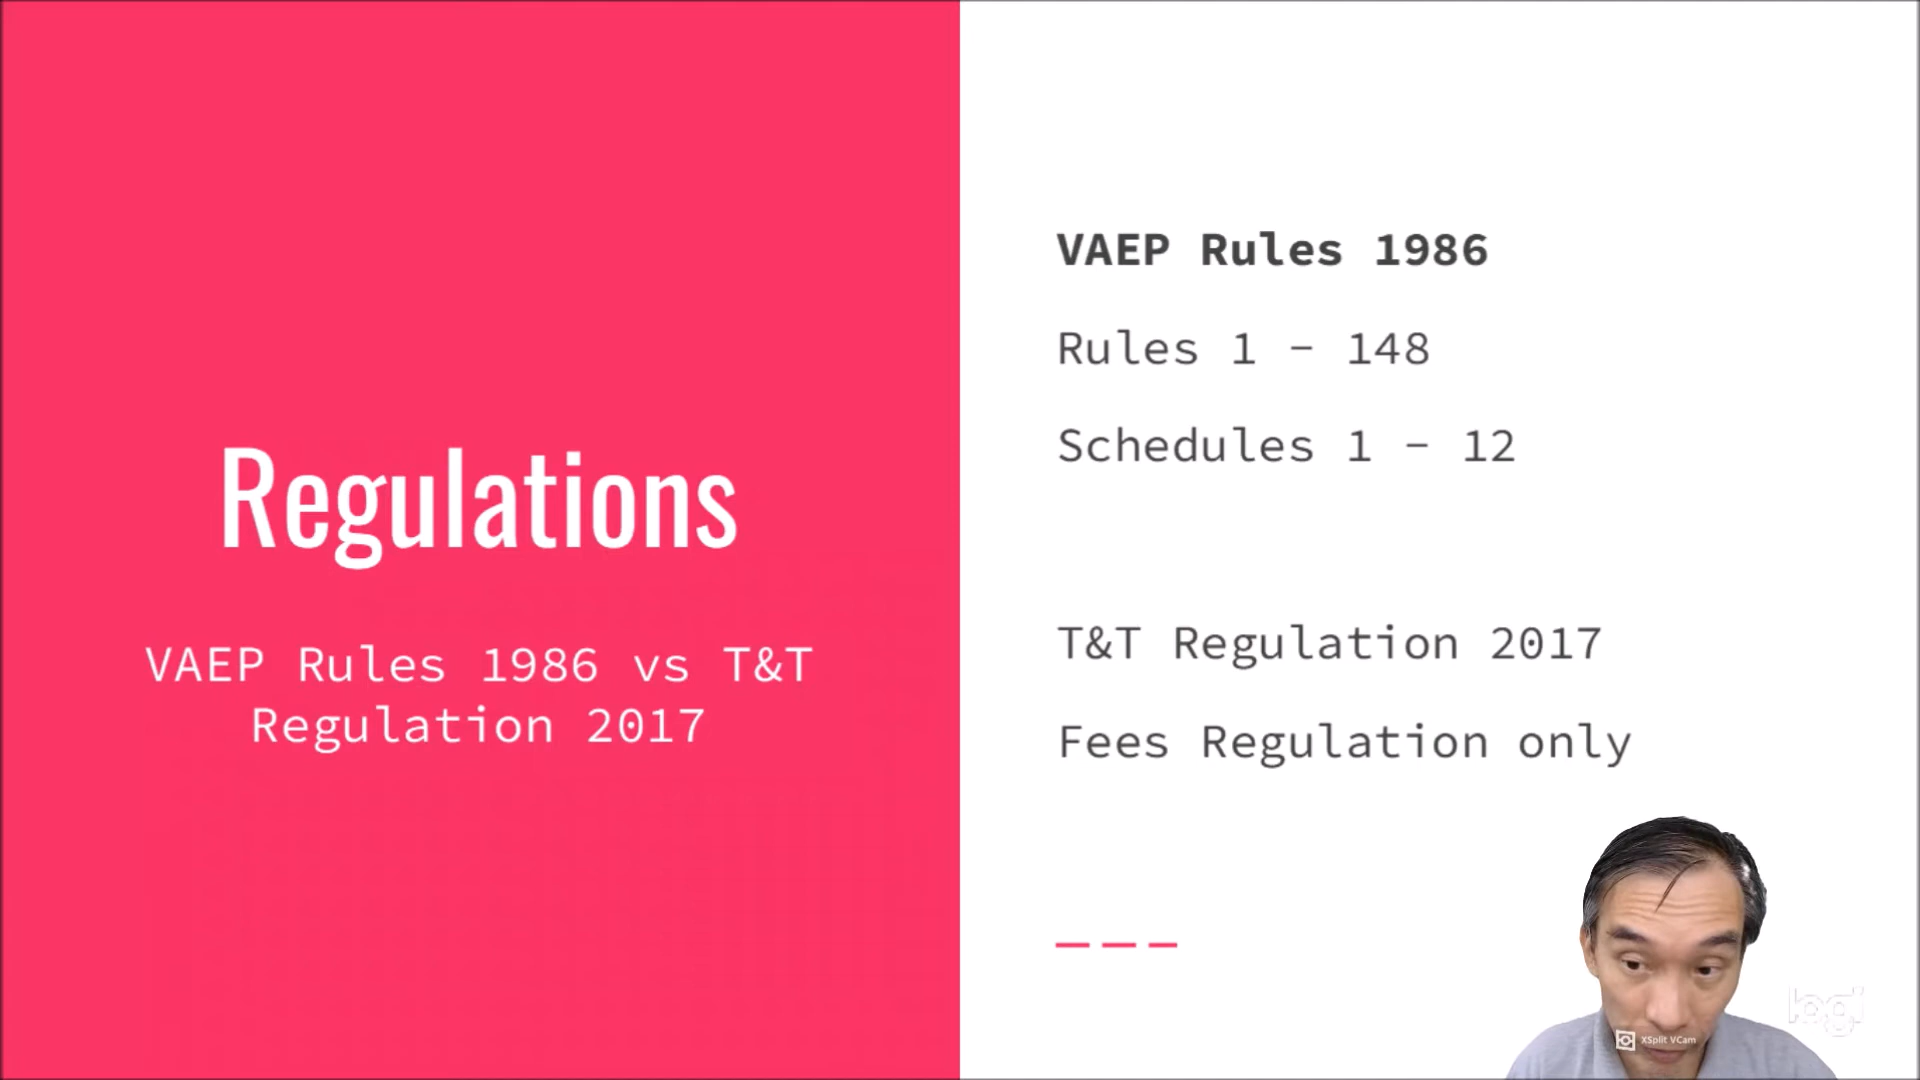 Regulations
VAEP Rules 1986 vs T&T
Regulation 2017
VAEP Rules 1986
Rules 1 - 148
Schedules 1 - 12
T&T Regulation 2017
Fees Regulation only
logi
XSplit VCam